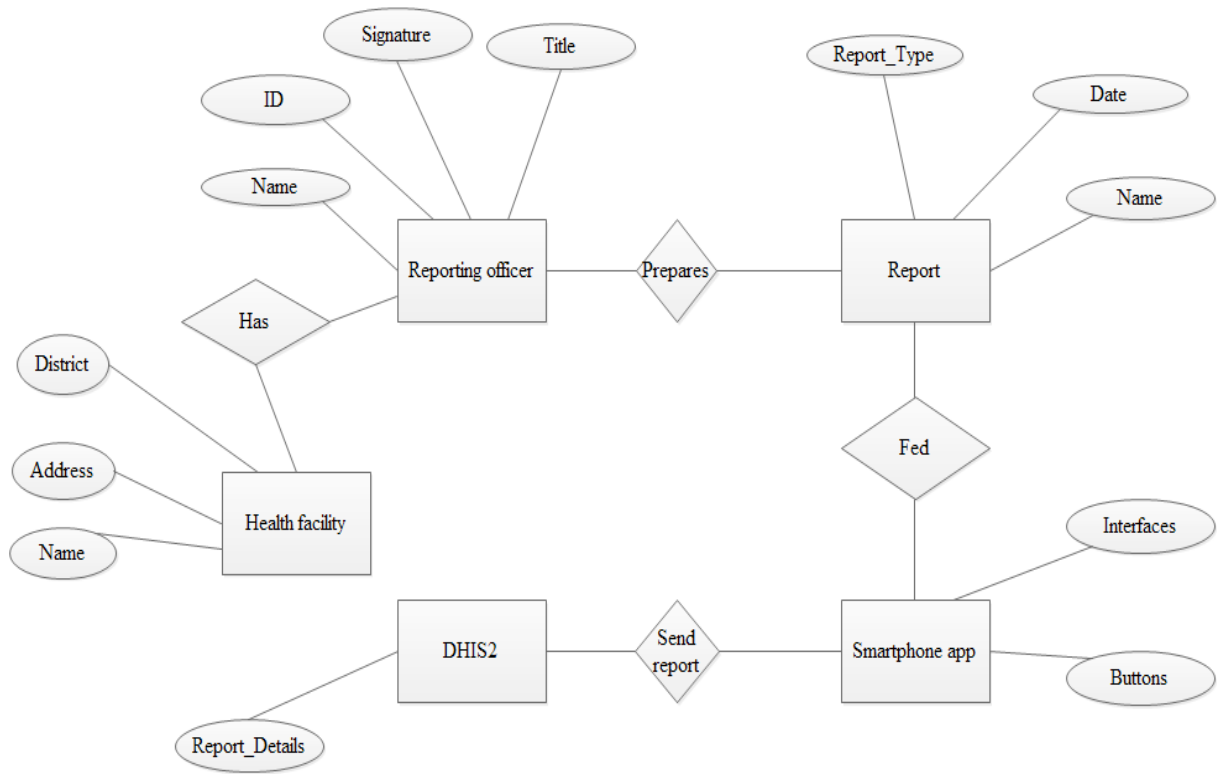 Signature
Title
Report_Type
ID
Date
Name
Name
Reporting officer
Prepares
Report
Has
District
Fed
Address
Health facility
Interfaces
Name
DHIS2
Send
report
Smartphone app
Buttons
Report_Details